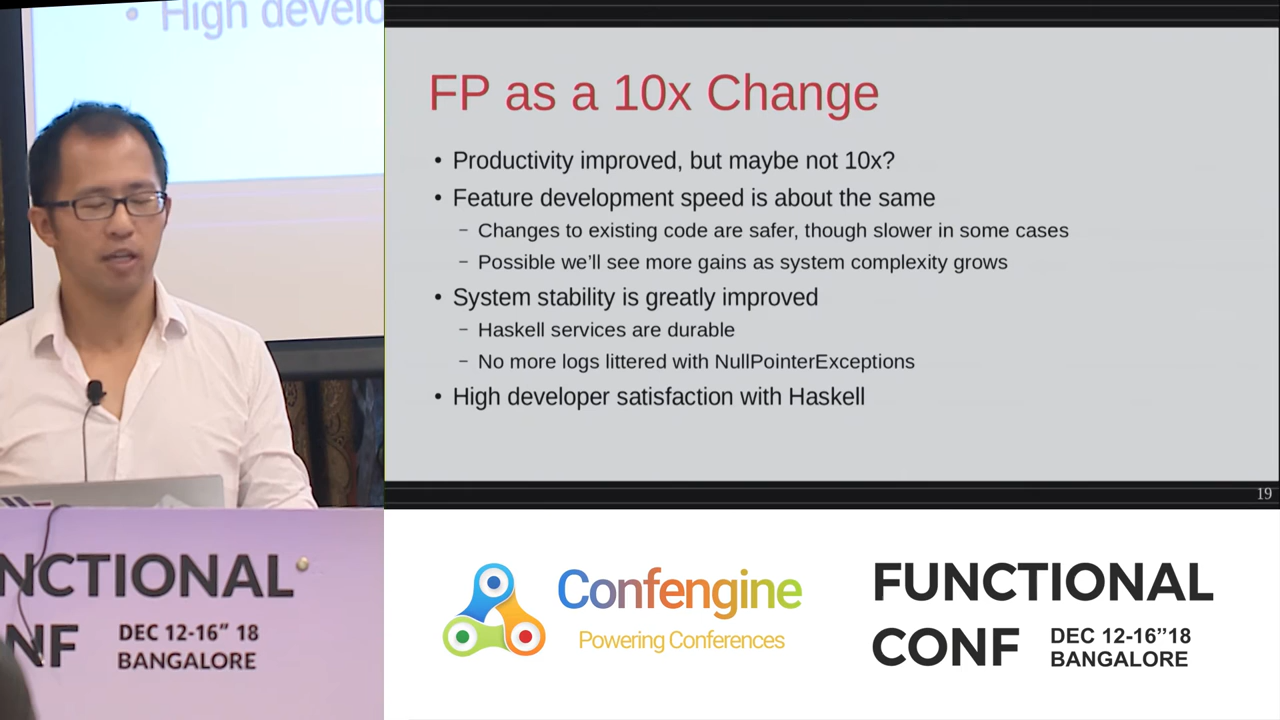 High develo
FP as a 10x Change
• Productivity improved, but maybe not 10x?
• Feature development speed is about the same
– Changes to existing code are safer, though slower in some cases
– Possible we'll see more gains as system complexity grows
• System stability is greatly improved
– Haskell services are durable
– No more logs littered with NullPointerExceptions
• High developer satisfaction with Haskell
19
NCTIONAL
NF DEC 12-16” 18
BANGALORE
Confengine
Powering Conferences
FUNCTIONAL
CONF DEC 12-16”18
BANGALORE